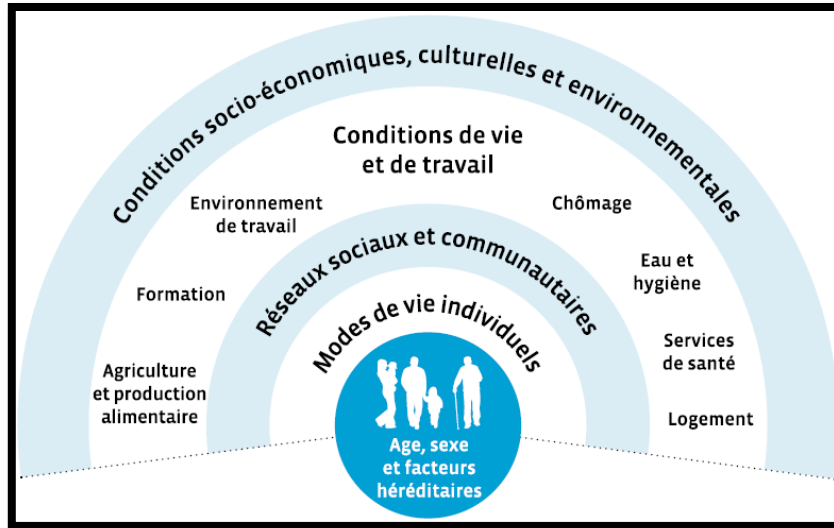 Conditions socio-économiques, culturelles et environnementales
Conditions de vie
et de travail
Environnement
de travail
Chômage
Réseaux sociaux et communautaires
Eau et
hygiène
Formation
Modes de vie individuels
Services
de santé
Agriculture
et production
alimentaire
Logement
Age, sexe
et facteurs
héréditaires